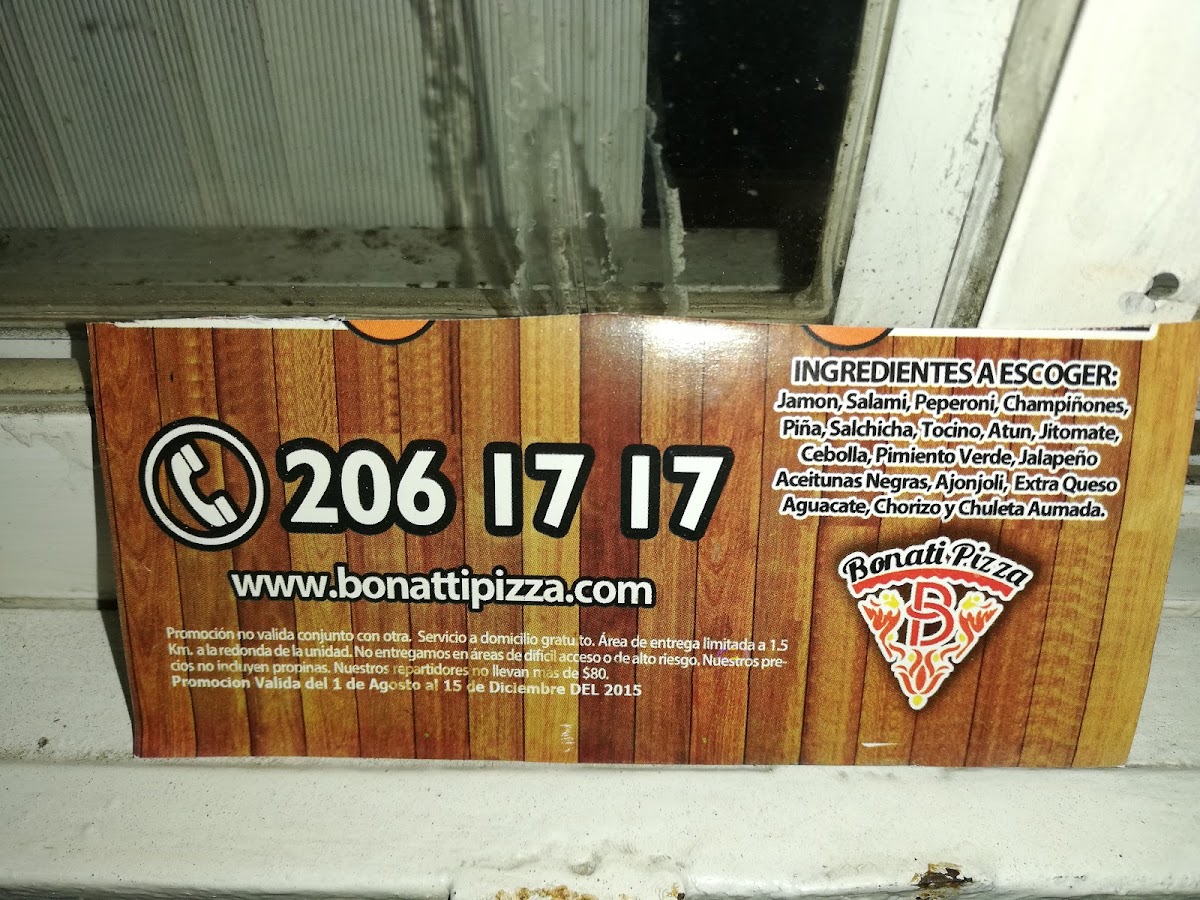 206 17 17
www.bonattipizza.com
Promoción no valida conjunto con otra. Servicio a domicilio gratuito. Área de entrega limitada a 1.5
Km. a la redonda de la unidad. No entregamos en áreas de dificil acceso o de alto riesgo. Nuestros pre-
cios no incluyen propinas. Nuestros repartidores no llevan mas de $80.
Promocion Valida del 1 de Agosto al 15 de Diciembre DEL 2015
INGREDIENTES A ESCOGER:
Jamon, Salami, Peperoni, Champiñones,
Piña, Salchicha, Tocino, Atun, Jitomate,
Cebolla, Pimiento Verde, Jalapeño
Aceitunas Negras, Ajonjoli, Extra Queso
Aguacate, Chorizo y Chuleta Aumada.
Bonati Pizza
B